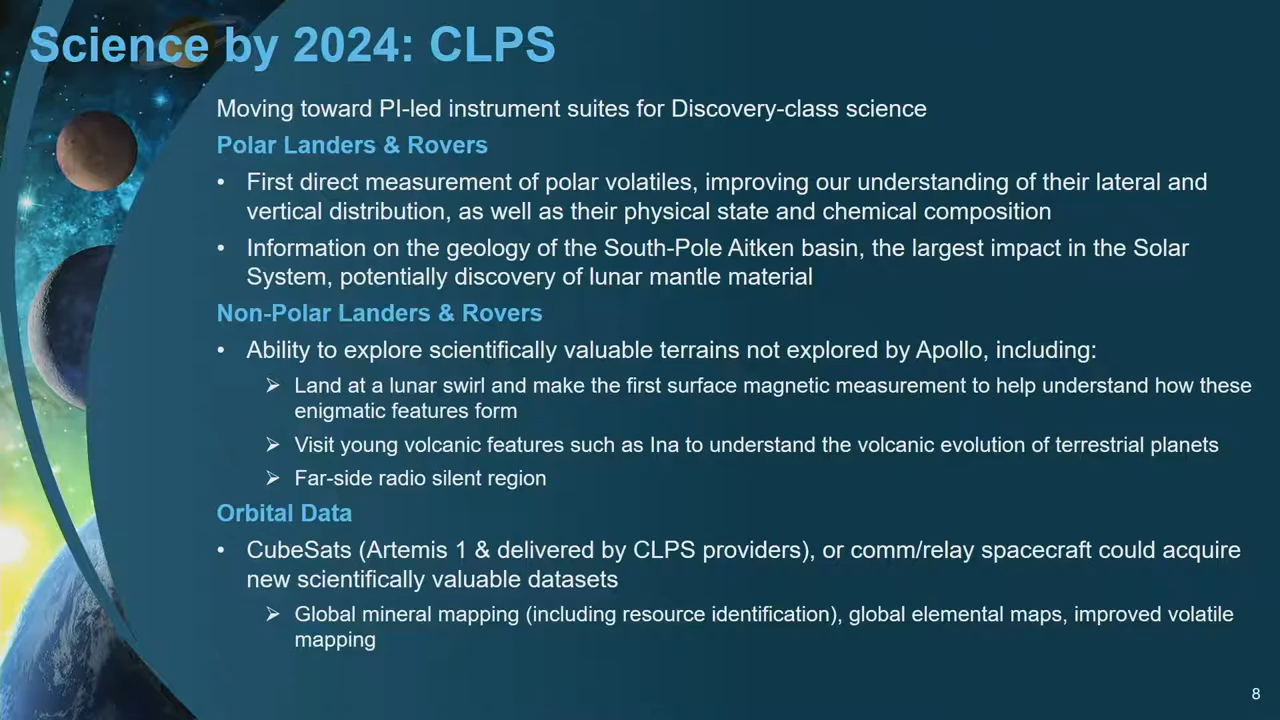 Science by 2024: CLPS
Moving toward PI-led instrument suites for Discovery-class science
Polar Landers & Rovers
• First direct measurement of polar volatiles, improving our understanding of their lateral and
vertical distribution, as well as their physical state and chemical composition
• Information on the geology of the South-Pole Aitken basin, the largest impact in the Solar
System, potentially discovery of lunar mantle material
Non-Polar Landers & Rovers
• Ability to explore scientifically valuable terrains not explored by Apollo, including:
➢ Land at a lunar swirl and make the first surface magnetic measurement to help understand how these
enigmatic features form
➢ Visit young volcanic features such as Ina to understand the volcanic evolution of terrestrial planets
➢ Far-side radio silent region
Orbital Data
• CubeSats (Artemis 1 & delivered by CLPS providers), or comm/relay spacecraft could acquire
new scientifically valuable datasets
➢ Global mineral mapping (including resource identification), global elemental maps, improved volatile
mapping
8